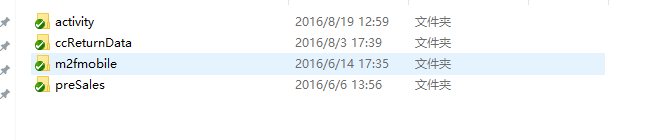 activity 2016/8/19 12:59 文件夹
ccReturnData 2016/8/3 17:39 文件夹
m2fmobile 2016/6/14 17:35 文件夹
preSales 2016/6/6 13:56 文件夹